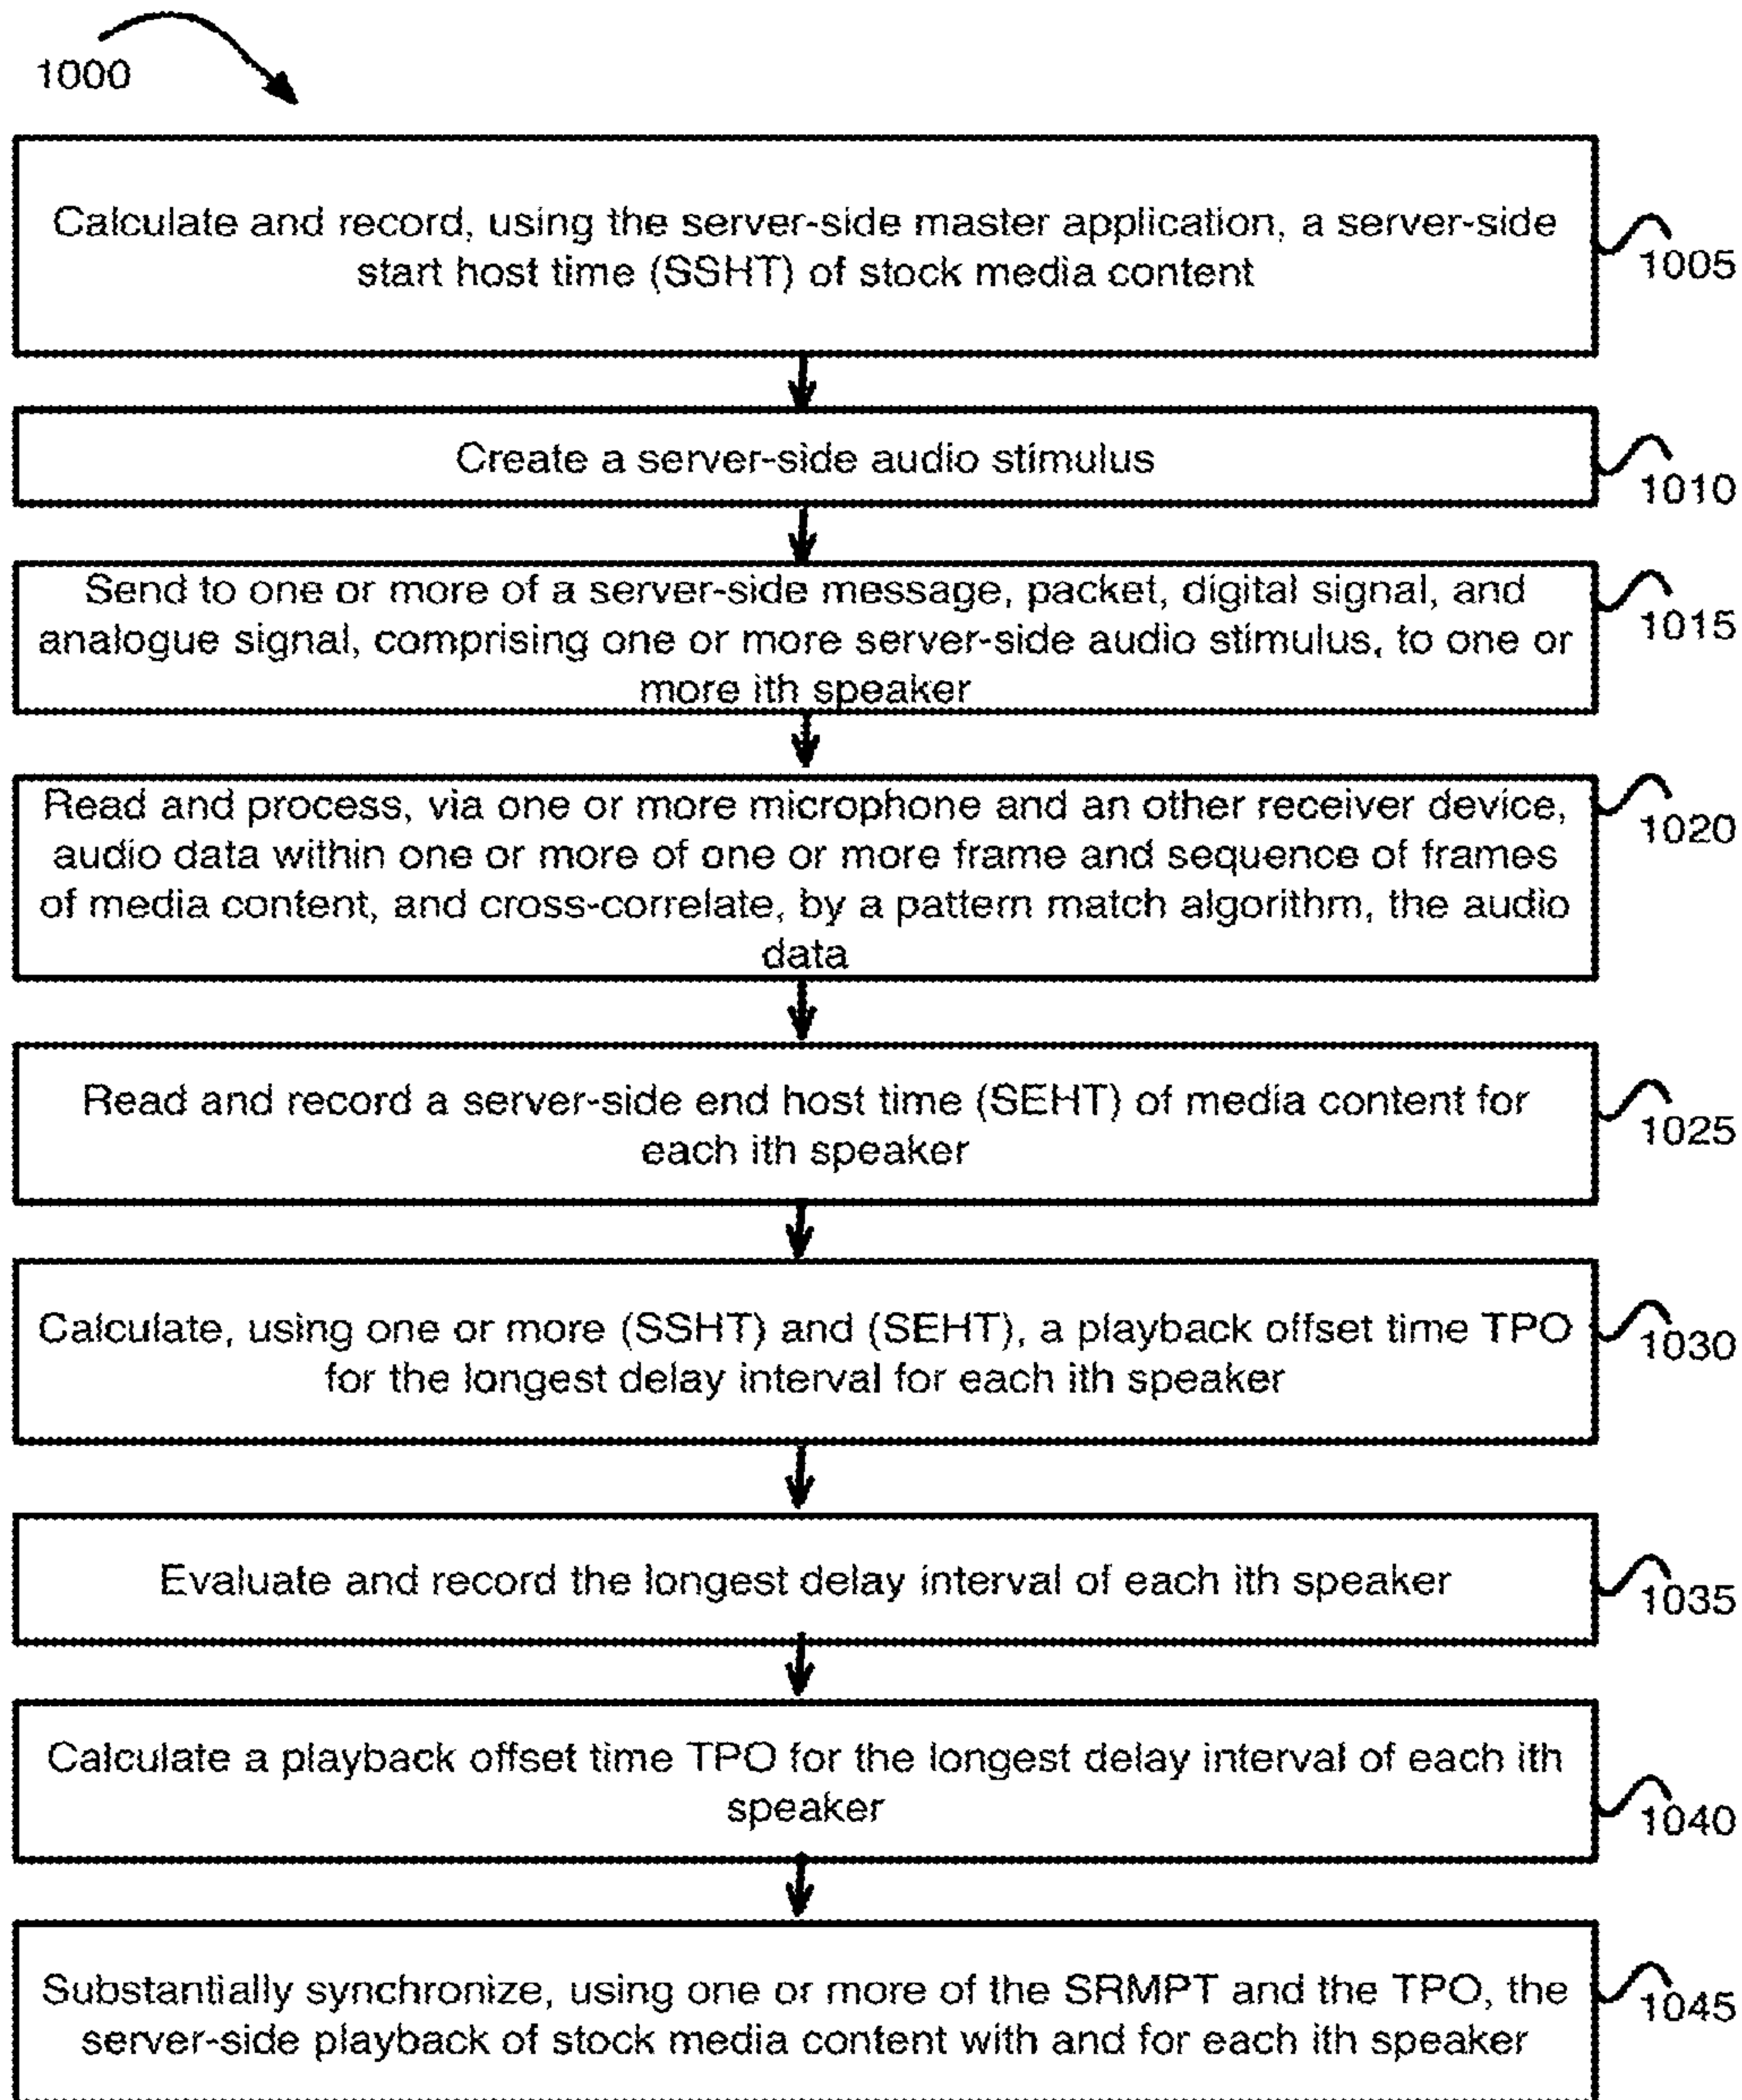 1000
Calculate and record, using the server-side master application, a server-side
start host time (SSHT) of stock media content
1005
Create a server-side audio stimulus
1010
Send to one or more of a server-side message, packet, digital signal, and
analogue signal, comprising one or more server-side audio stimulus, to one or
more ith speaker
1015
Read and process, via one or more microphone and an other receiver device,
audio data within one or more of one or more frame and sequence of frames
of media content, and cross-correlate, by a pattern match algorithm, the audio
data
1020
Read and record a server-side end host time (SEHT) of media content for
each ith speaker
1025
Calculate, using one or more (SSHT) and (SEHT), a playback offset time TPO
for the longest delay interval for each ith speaker
1030
Evaluate and record the longest delay interval of each ith speaker
1035
Calculate a playback offset time TPO for the longest delay interval of each ith
speaker
1040
Substantially synchronize, using one or more of the SRMPT and the TPO, the
server-side playback of stock media content with and for each ith speaker
1045